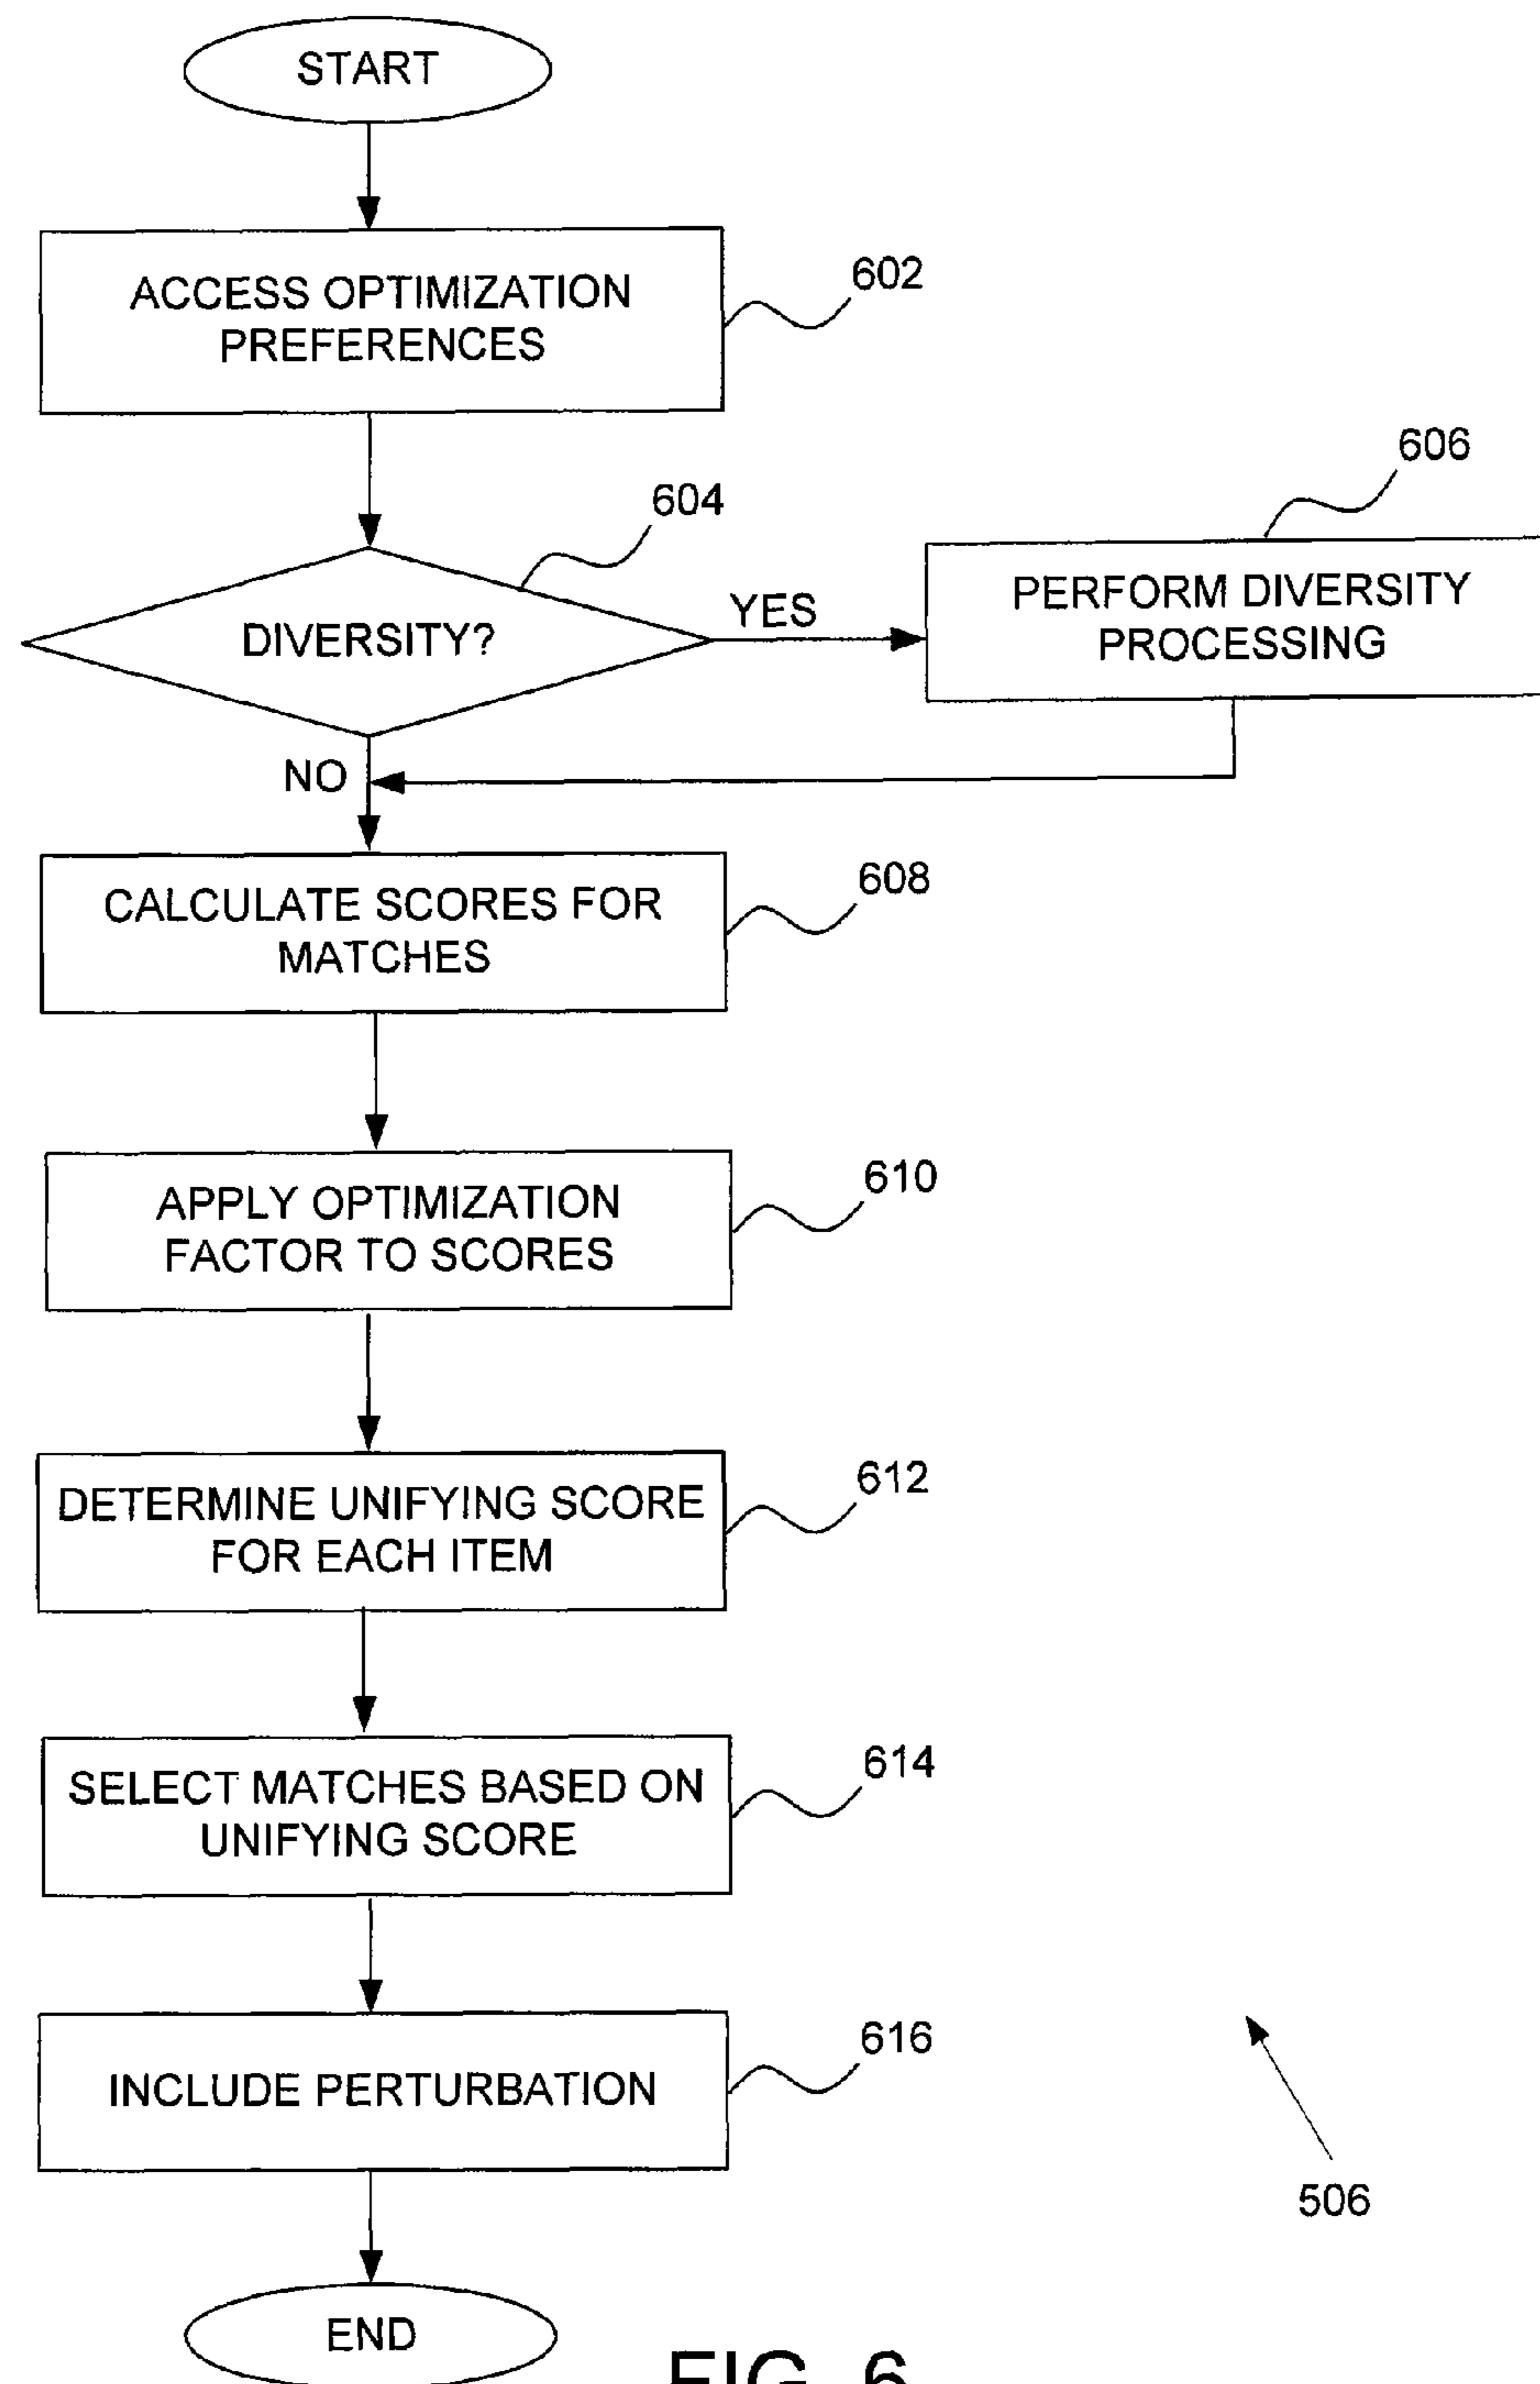 START
ACCESS OPTIMIZATION
PREFERENCES
602
604
606
DIVERSITY?
YES
PERFORM DIVERSITY
PROCESSING
NO
CALCULATE SCORES FOR
MATCHES
608
APPLY OPTIMIZATION
FACTOR TO SCORES
610
DETERMINE UNIFYING SCORE
FOR EACH ITEM
612
SELECT MATCHES BASED ON
UNIFYING SCORE
614
INCLUDE PERTURBATION
616
506
END
FIG. 6